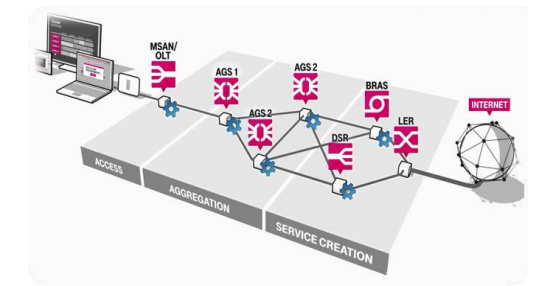 MSAN/
OLT
AGS 1
AGS 2
AGS 2
BRAS
LER
DSR
INTERNET
ACCESS
AGGREGATION
SERVICE CREATION